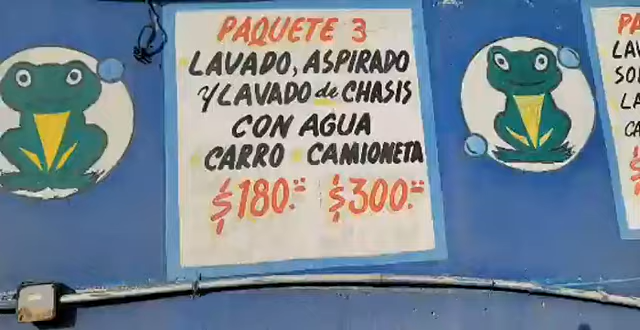 PAQUETE 3
LAVADO, ASPIRADO
Y LAVADO de CHASIS
CON AGUA
CARRO CAMIONETA
$180.= $300.=